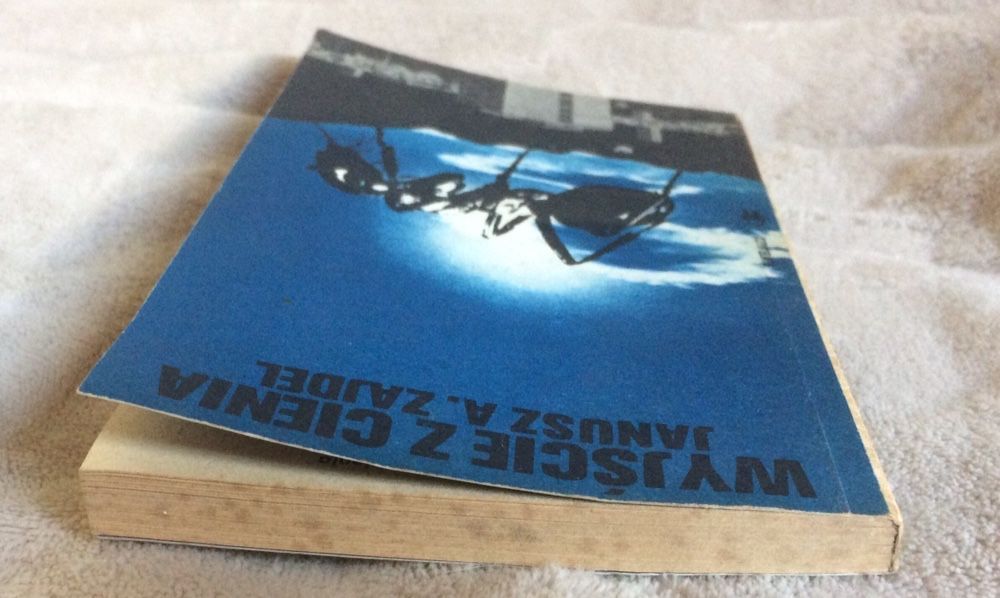 WYJŚCIE Z CIENIA
JANUSZ A. ZAJDEL